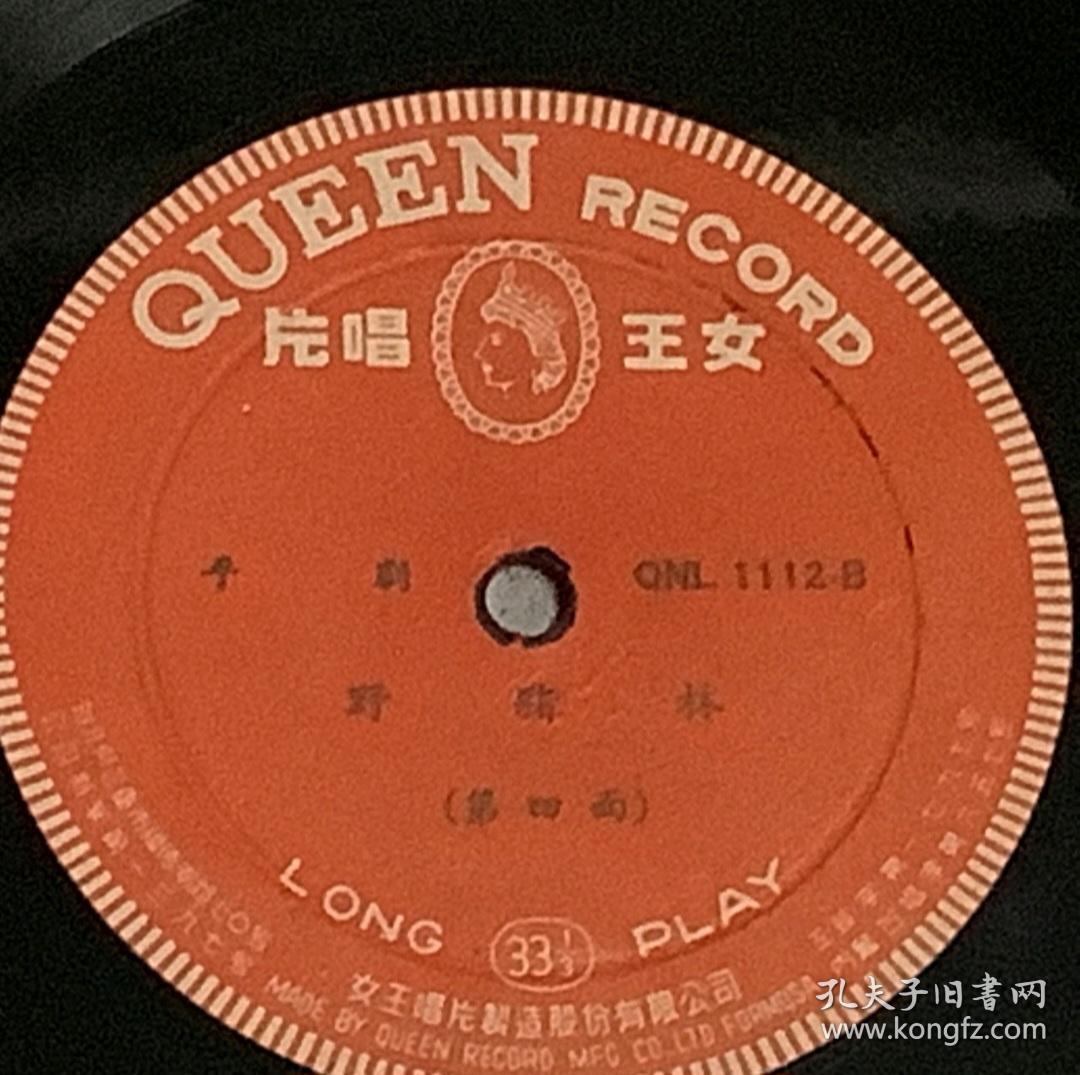 QUEEN RECORD
女王 唱片
平劇 QNL 1112-B
野豬林
(第四面)
LONG PLAY
33⅓
女王唱片製造股份有限公司
MADE BY QUEEN RECORD MFG CO., LTD FORMOSA
孔夫子旧書网
www.kongfz.com